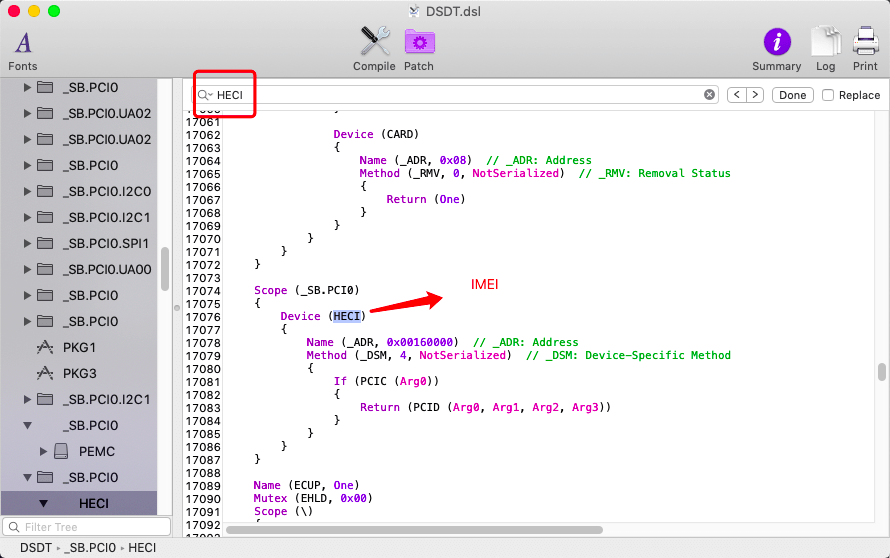 DSDT.dsl
Fonts
Compile
Patch
Summary
Log
Print
_SB.PCI0
_SB.PCI0.UA02
_SB.PCI0.UA02
_SB.PCI0
_SB.PCI0.I2C0
_SB.PCI0.I2C1
_SB.PCI0.SPI1
_SB.PCI0.UA00
_SB.PCI0
_SB.PCI0
PKG1
PKG3
_SB.PCI0.I2C1
_SB.PCI0
PEMC
_SB.PCI0
HECI
Filter Tree
HECI
Done
Replace
17061
17062 Device (CARD)
17063 {
17064 Name (_ADR, 0x08) // _ADR: Address
17065 Method (_RMV, 0, NotSerialized) // _RMV: Removal Status
17066 {
17067 Return (One)
17068 }
17069 }
17070 }
17071 }
17072 }
17073
17074 Scope (_SB.PCI0)
17075 {
17076 Device (HECI)
IMEI
17077 {
17078 Name (_ADR, 0x00160000) // _ADR: Address
17079 Method (_DSM, 4, NotSerialized) // _DSM: Device-Specific Method
17080 {
17081 If (PCIC (Arg0))
17082 {
17083 Return (PCID (Arg0, Arg1, Arg2, Arg3))
17084 }
17085 }
17086 }
17087 }
17088
17089 Name (ECUP, One)
17090 Mutex (EHLD, 0x00)
17091 Scope (\)
17092 {
DSDT › _SB.PCI0 › HECI